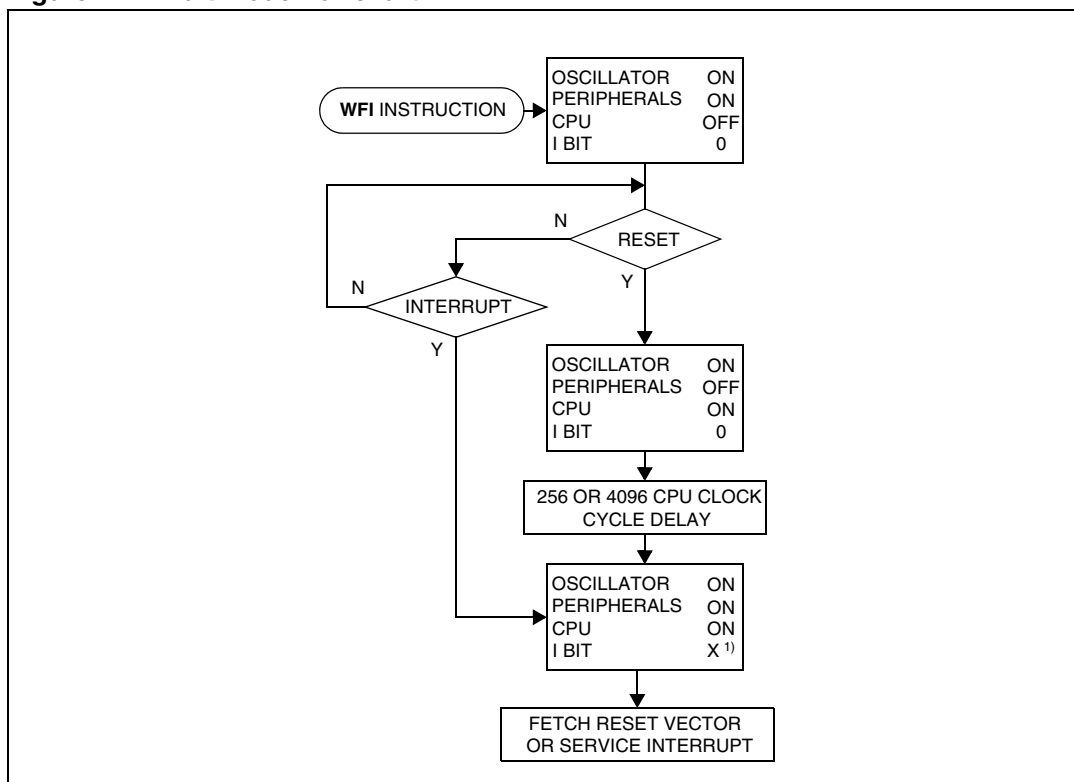 WFI INSTRUCTION
OSCILLATOR ON
PERIPHERALS ON
CPU OFF
I BIT 0
N
RESET
Y
N
INTERRUPT
Y
OSCILLATOR ON
PERIPHERALS OFF
CPU ON
I BIT 0
256 OR 4096 CPU CLOCK
CYCLE DELAY
OSCILLATOR ON
PERIPHERALS ON
CPU ON
I BIT X 1)
FETCH RESET VECTOR
OR SERVICE INTERRUPT